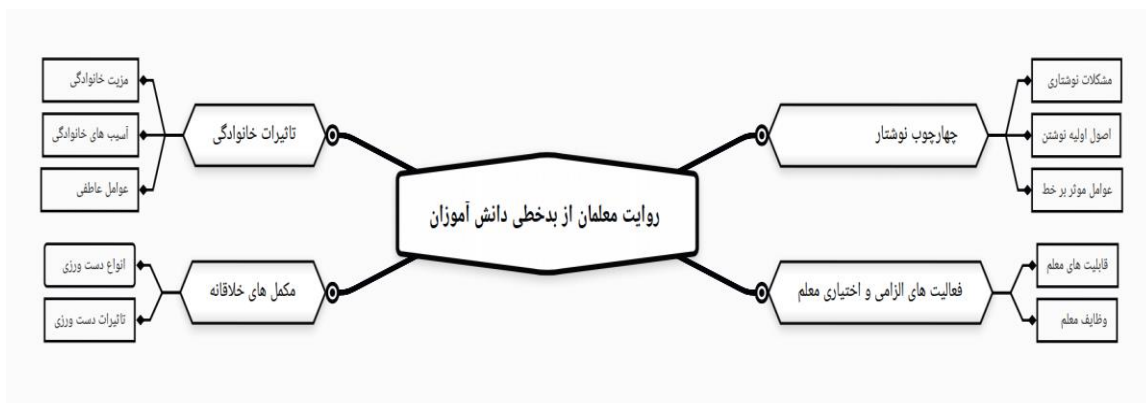 روایت معلمان از بدخطی دانش آموزان
چهارچوب نوشتار
مشکلات نوشتاری
اصول اولیه نوشتن
عوامل موثر بر خط
فعالیت های الزامی و اختیاری معلم
قابلیت های معلم
وظایف معلم
تاثیرات خانوادگی
مزیت خانوادگی
آسیب های خانوادگی
عوامل عاطفی
مکمل های خلاقانه
انواع دست ورزی
تاثیرات دست ورزی